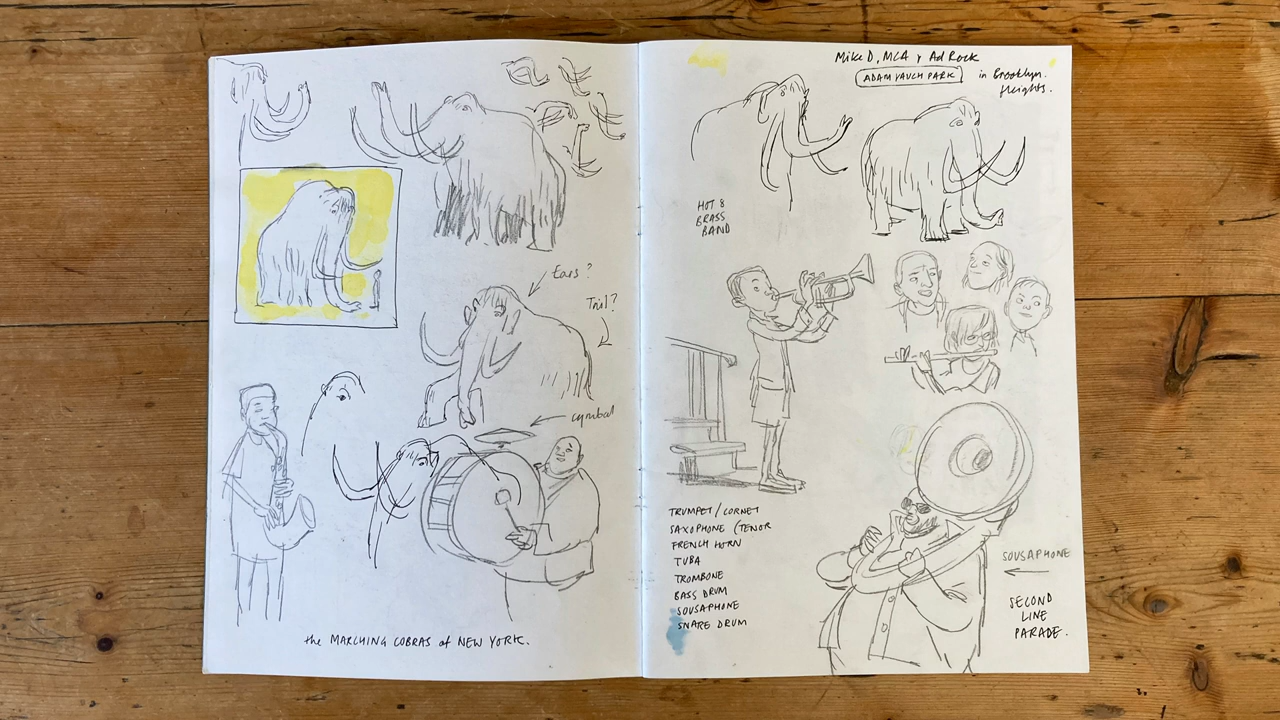 Ears?
Tail?
cymbal
the MARCHING COBRAS of NEW YORK.
Mike D, MCA & Ad Rock
ADAM YAUCH PARK in Brooklyn.
Heights.
HOT 8
BRASS
BAND
TRUMPET / CORNET
SAXOPHONE (TENOR
FRENCH HORN
TUBA
TROMBONE
BASS DRUM
SOUSAPHONE
SNARE DRUM
SOUSAPHONE
SECOND
LINE
PARADE.